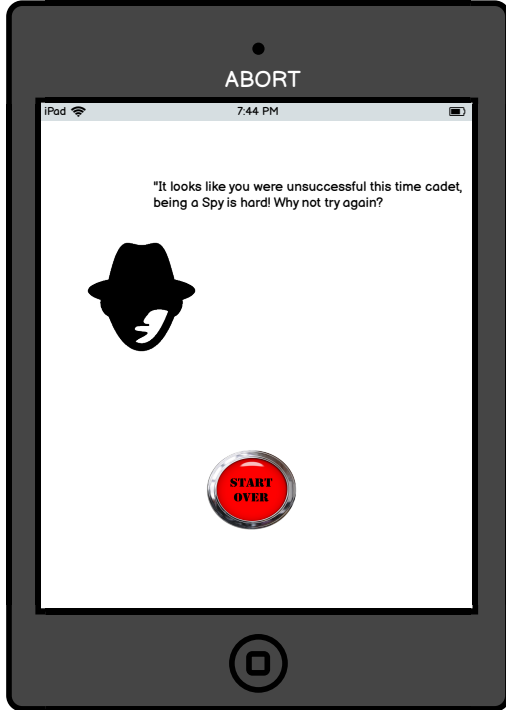 ABORT
iPad 7:44 PM
"It looks like you were unsuccessful this time cadet,
being a Spy is hard! Why not try again?
START
OVER